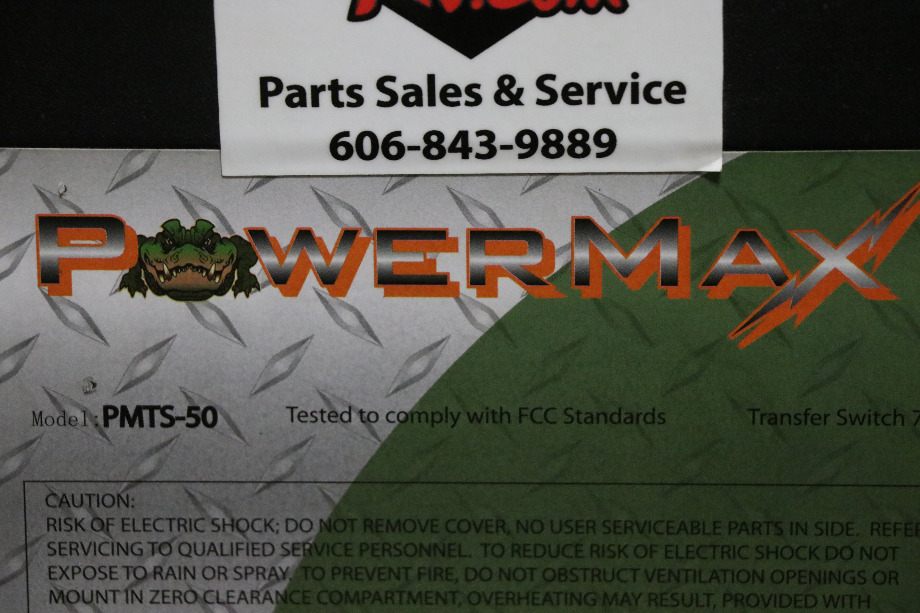 Parts Sales & Service
606-843-9889
POWERMAX
Model: PMTS-50 Tested to comply with FCC Standards Transfer Switch
CAUTION:
RISK OF ELECTRIC SHOCK; DO NOT REMOVE COVER, NO USER SERVICEABLE PARTS IN SIDE. REFER
SERVICING TO QUALIFIED SERVICE PERSONNEL. TO REDUCE RISK OF ELECTRIC SHOCK DO NOT
EXPOSE TO RAIN OR SPRAY. TO PREVENT FIRE, DO NOT OBSTRUCT VENTILATION OPENINGS OR
MOUNT IN ZERO CLEARANCE COMPARTMENT, OVERHEATING MAY RESULT, PROVIDED WITH